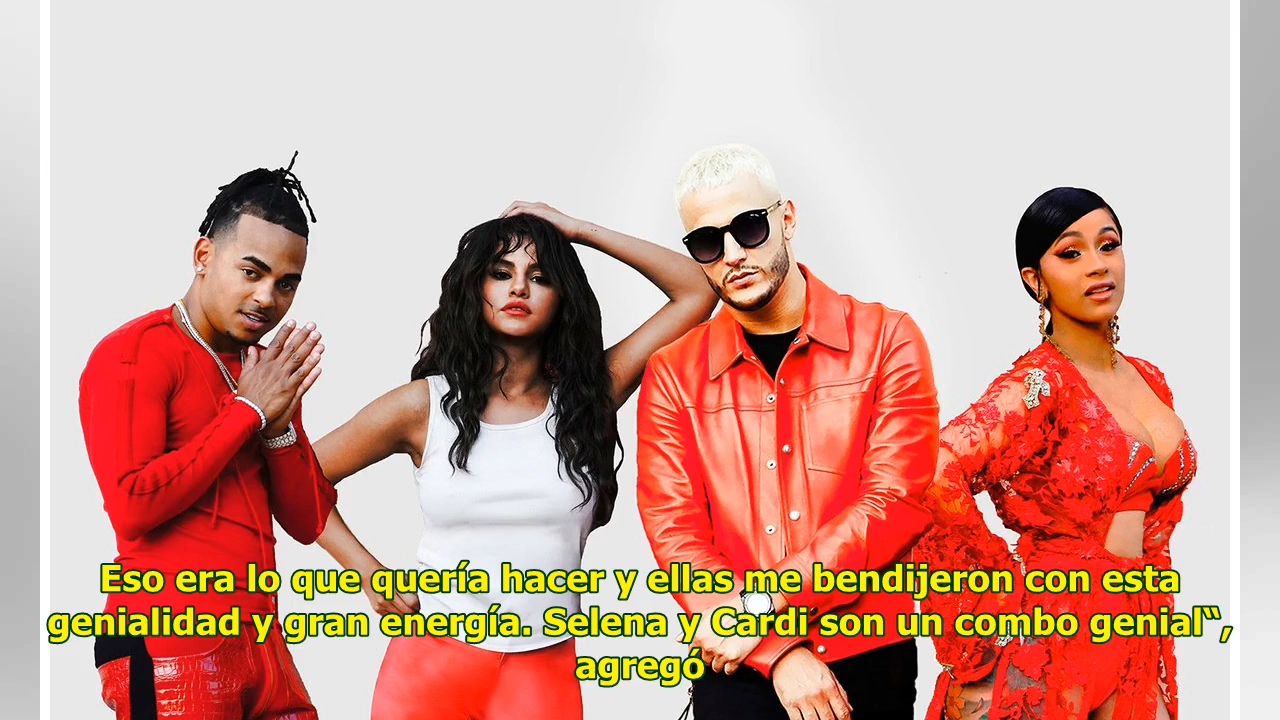 Eso era lo que quería hacer y ellas me bendijeron con esta
genialidad y gran energía. Selena y Cardi son un combo genial“,
agregó